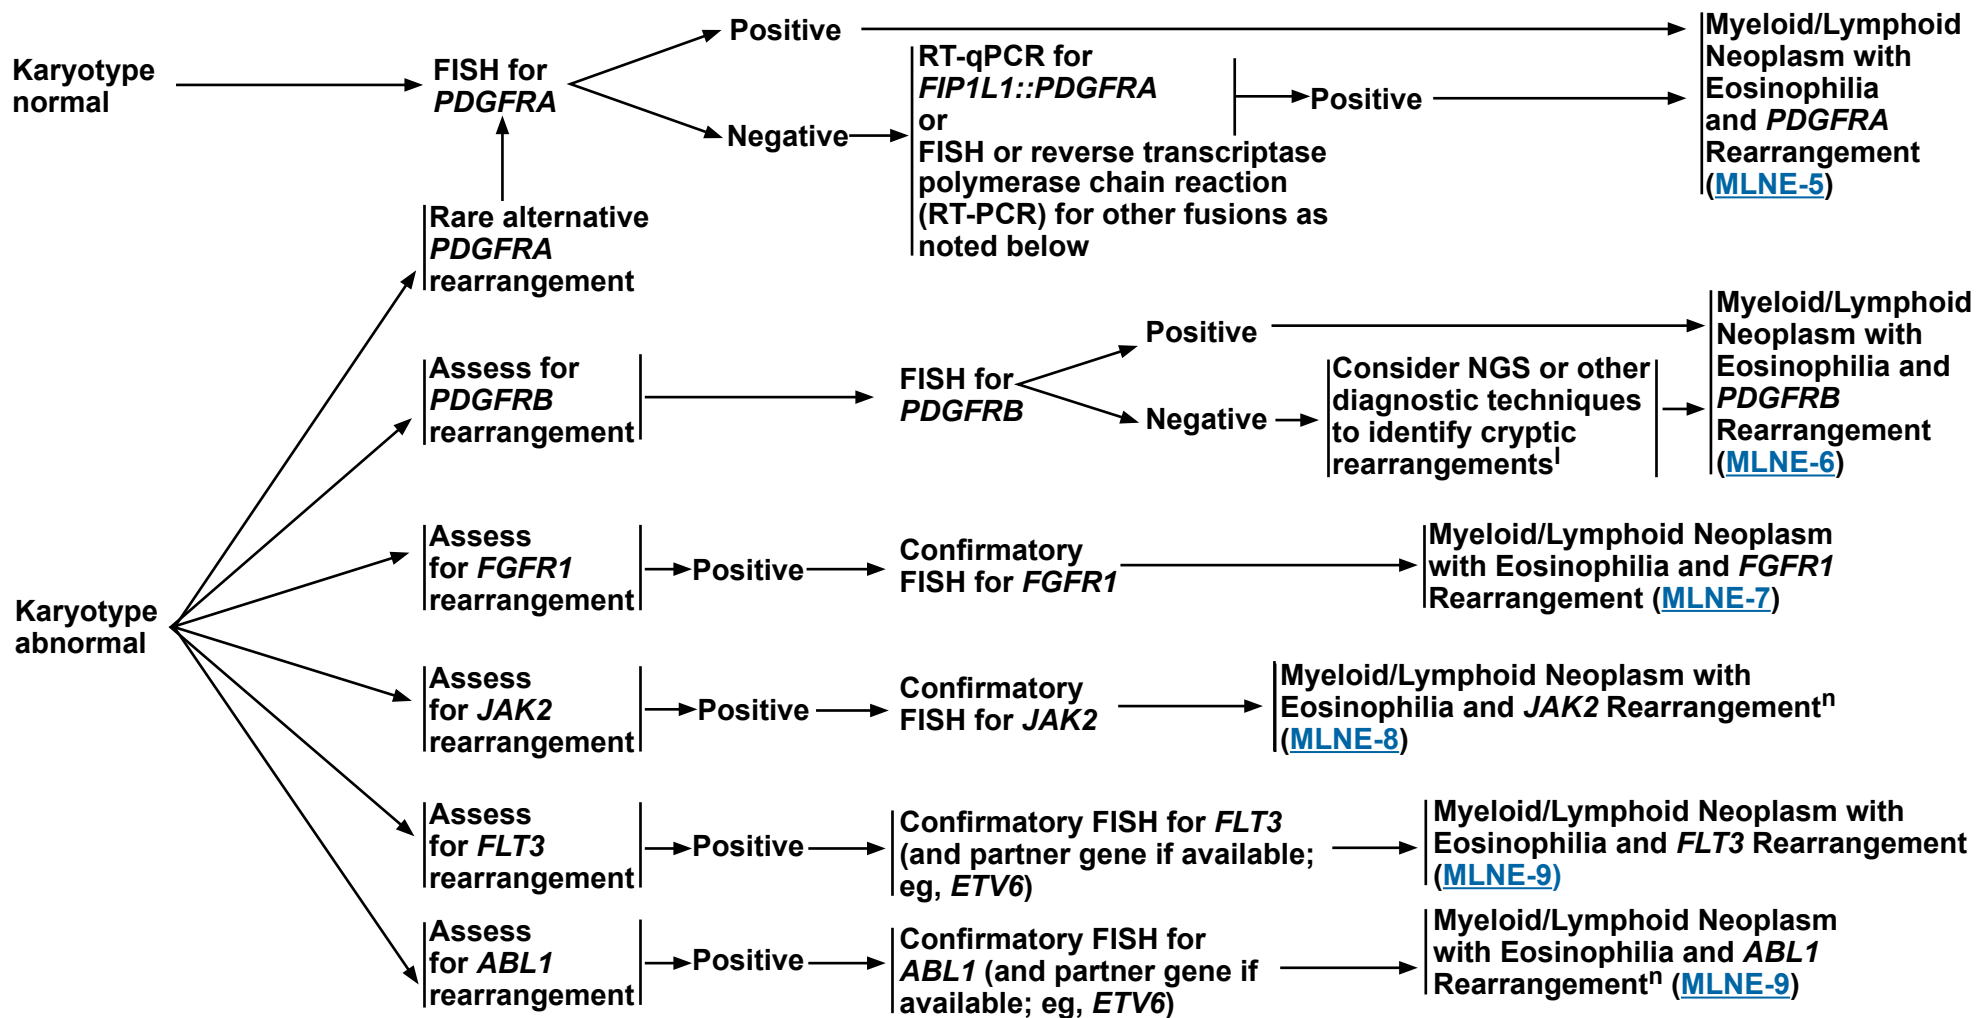 Karyotype
normal
FISH for
PDGFRA
Positive
Negative
RT-qPCR for
FIP1L1::PDGFRA
or
FISH or reverse transcriptase
polymerase chain reaction
(RT-PCR) for other fusions as
noted below
Positive
Myeloid/Lymphoid
Neoplasm with
Eosinophilia
and PDGFRA
Rearrangement
(MLNE-5)
Karyotype
abnormal
Rare alternative
PDGFRA
rearrangement
Assess for
PDGFRB
rearrangement
FISH for
PDGFRB
Positive
Negative
Consider NGS or other
diagnostic techniques
to identify cryptic
rearrangementsˡ
Myeloid/Lymphoid
Neoplasm with
Eosinophilia and
PDGFRB
Rearrangement
(MLNE-6)
Assess
for FGFR1
rearrangement
Positive
Confirmatory
FISH for FGFR1
Myeloid/Lymphoid Neoplasm
with Eosinophilia and FGFR1
Rearrangement (MLNE-7)
Assess
for JAK2
rearrangement
Positive
Confirmatory
FISH for JAK2
Myeloid/Lymphoid Neoplasm with
Eosinophilia and JAK2 Rearrangementⁿ
(MLNE-8)
Assess
for FLT3
rearrangement
Positive
Confirmatory FISH for FLT3
(and partner gene if available;
eg, ETV6)
Myeloid/Lymphoid Neoplasm with
Eosinophilia and FLT3 Rearrangement
(MLNE-9)
Assess
for ABL1
rearrangement
Positive
Confirmatory FISH for
ABL1 (and partner gene if
available; eg, ETV6)
Myeloid/Lymphoid Neoplasm
with Eosinophilia and ABL1
Rearrangementⁿ (MLNE-9)